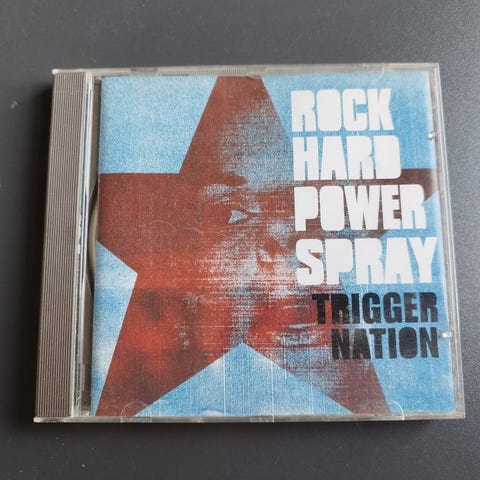 ROCK
HARD
POWER
SPRAY
TRIGGER
NATION